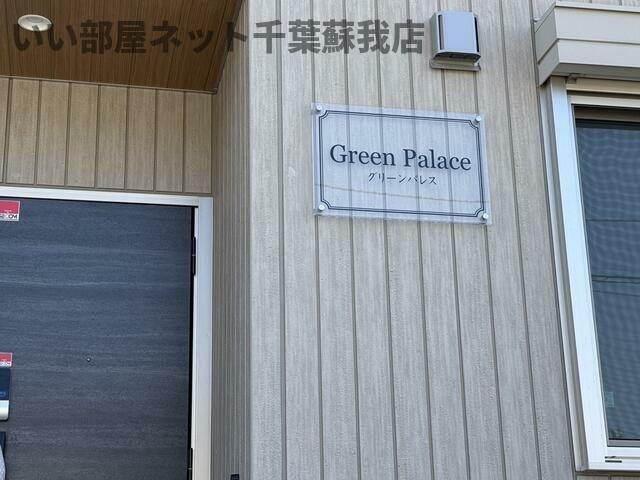 いい部屋ネット千葉蘇我店
Green Palace
グリーンパレス
SECOM